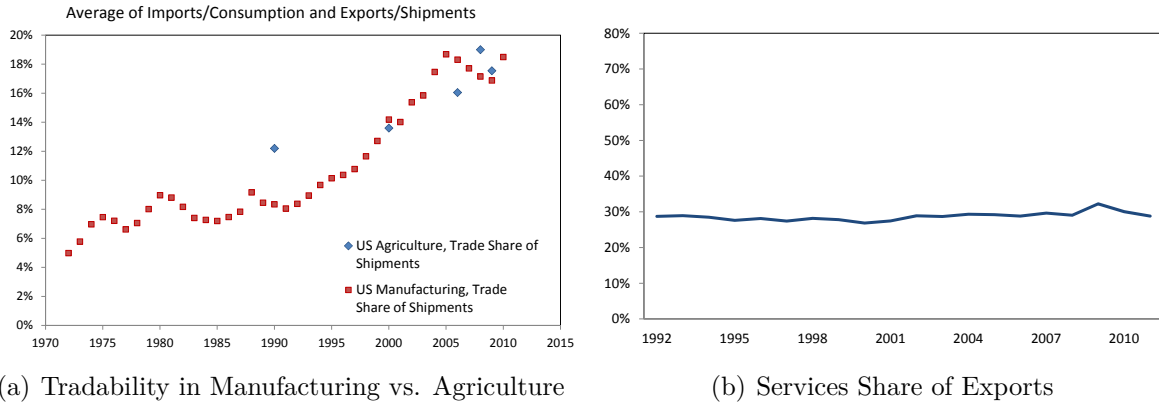 Average of Imports/Consumption and Exports/Shipments
20%
18%
16%
14%
12%
10%
8%
6%
4%
2%
0%
US Agriculture, Trade Share of
Shipments
US Manufacturing, Trade
Share of Shipments
1970 1975 1980 1985 1990 1995 2000 2005 2010 2015
(a) Tradability in Manufacturing vs. Agriculture
80%
70%
60%
50%
40%
30%
20%
10%
0%
1992 1995 1998 2001 2004 2007 2010
(b) Services Share of Exports